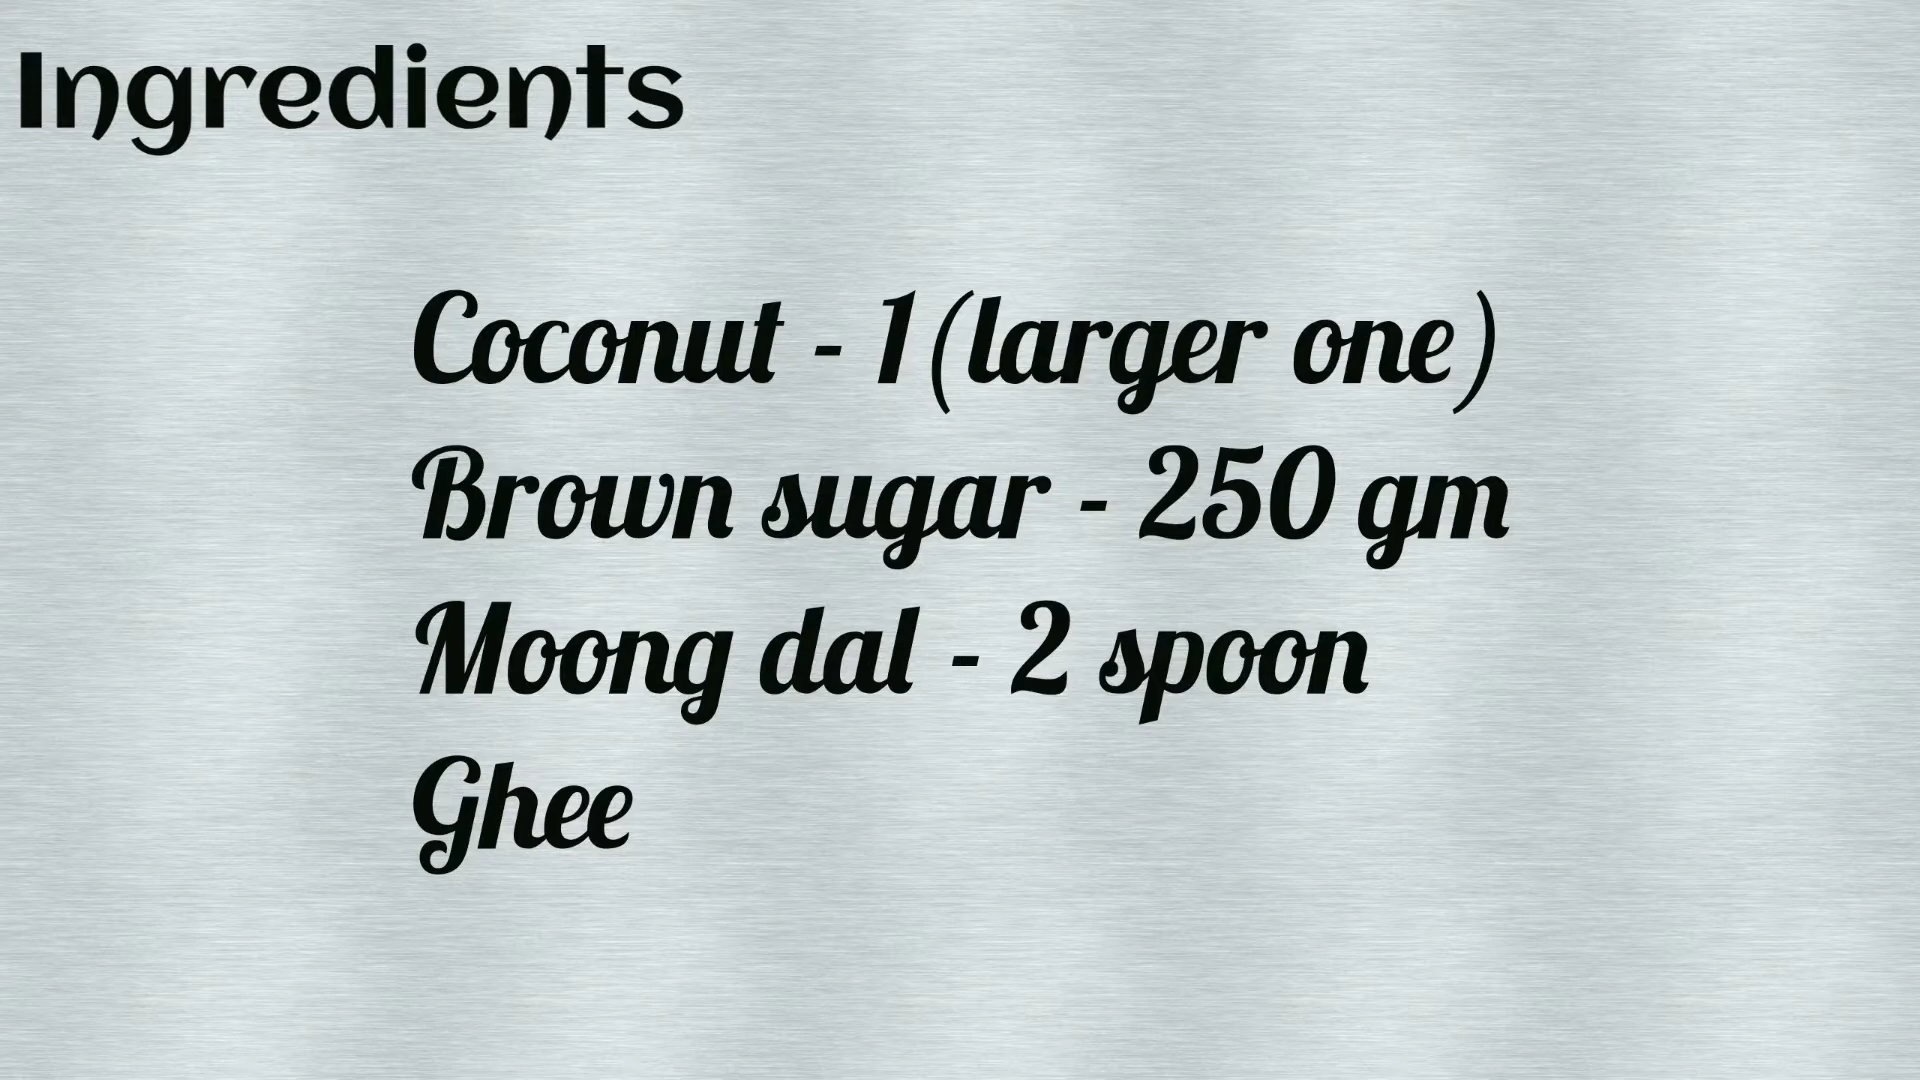 Ingredients
Coconut - 1 (larger one)
Brown sugar - 250 gm
Moong dal - 2 spoon
Ghee